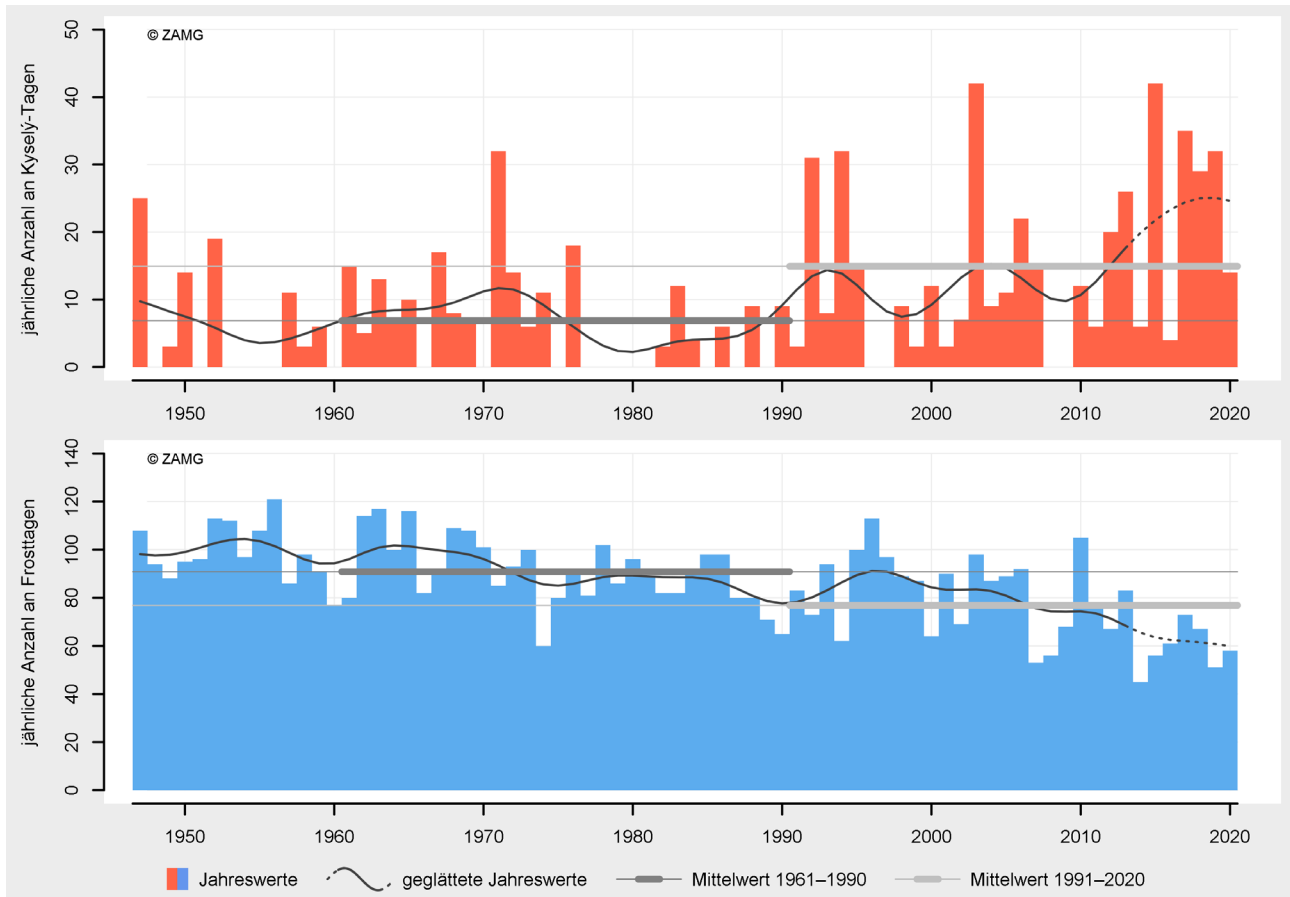 © ZAMG
jährliche Anzahl an Kyselý-Tagen
50
40
30
20
10
0
1950 1960 1970 1980 1990 2000 2010 2020
© ZAMG
jährliche Anzahl an Frosttagen
140
120
100
80
60
40
20
0
1950 1960 1970 1980 1990 2000 2010 2020
Jahreswerte geglättete Jahreswerte Mittelwert 1961–1990 Mittelwert 1991–2020